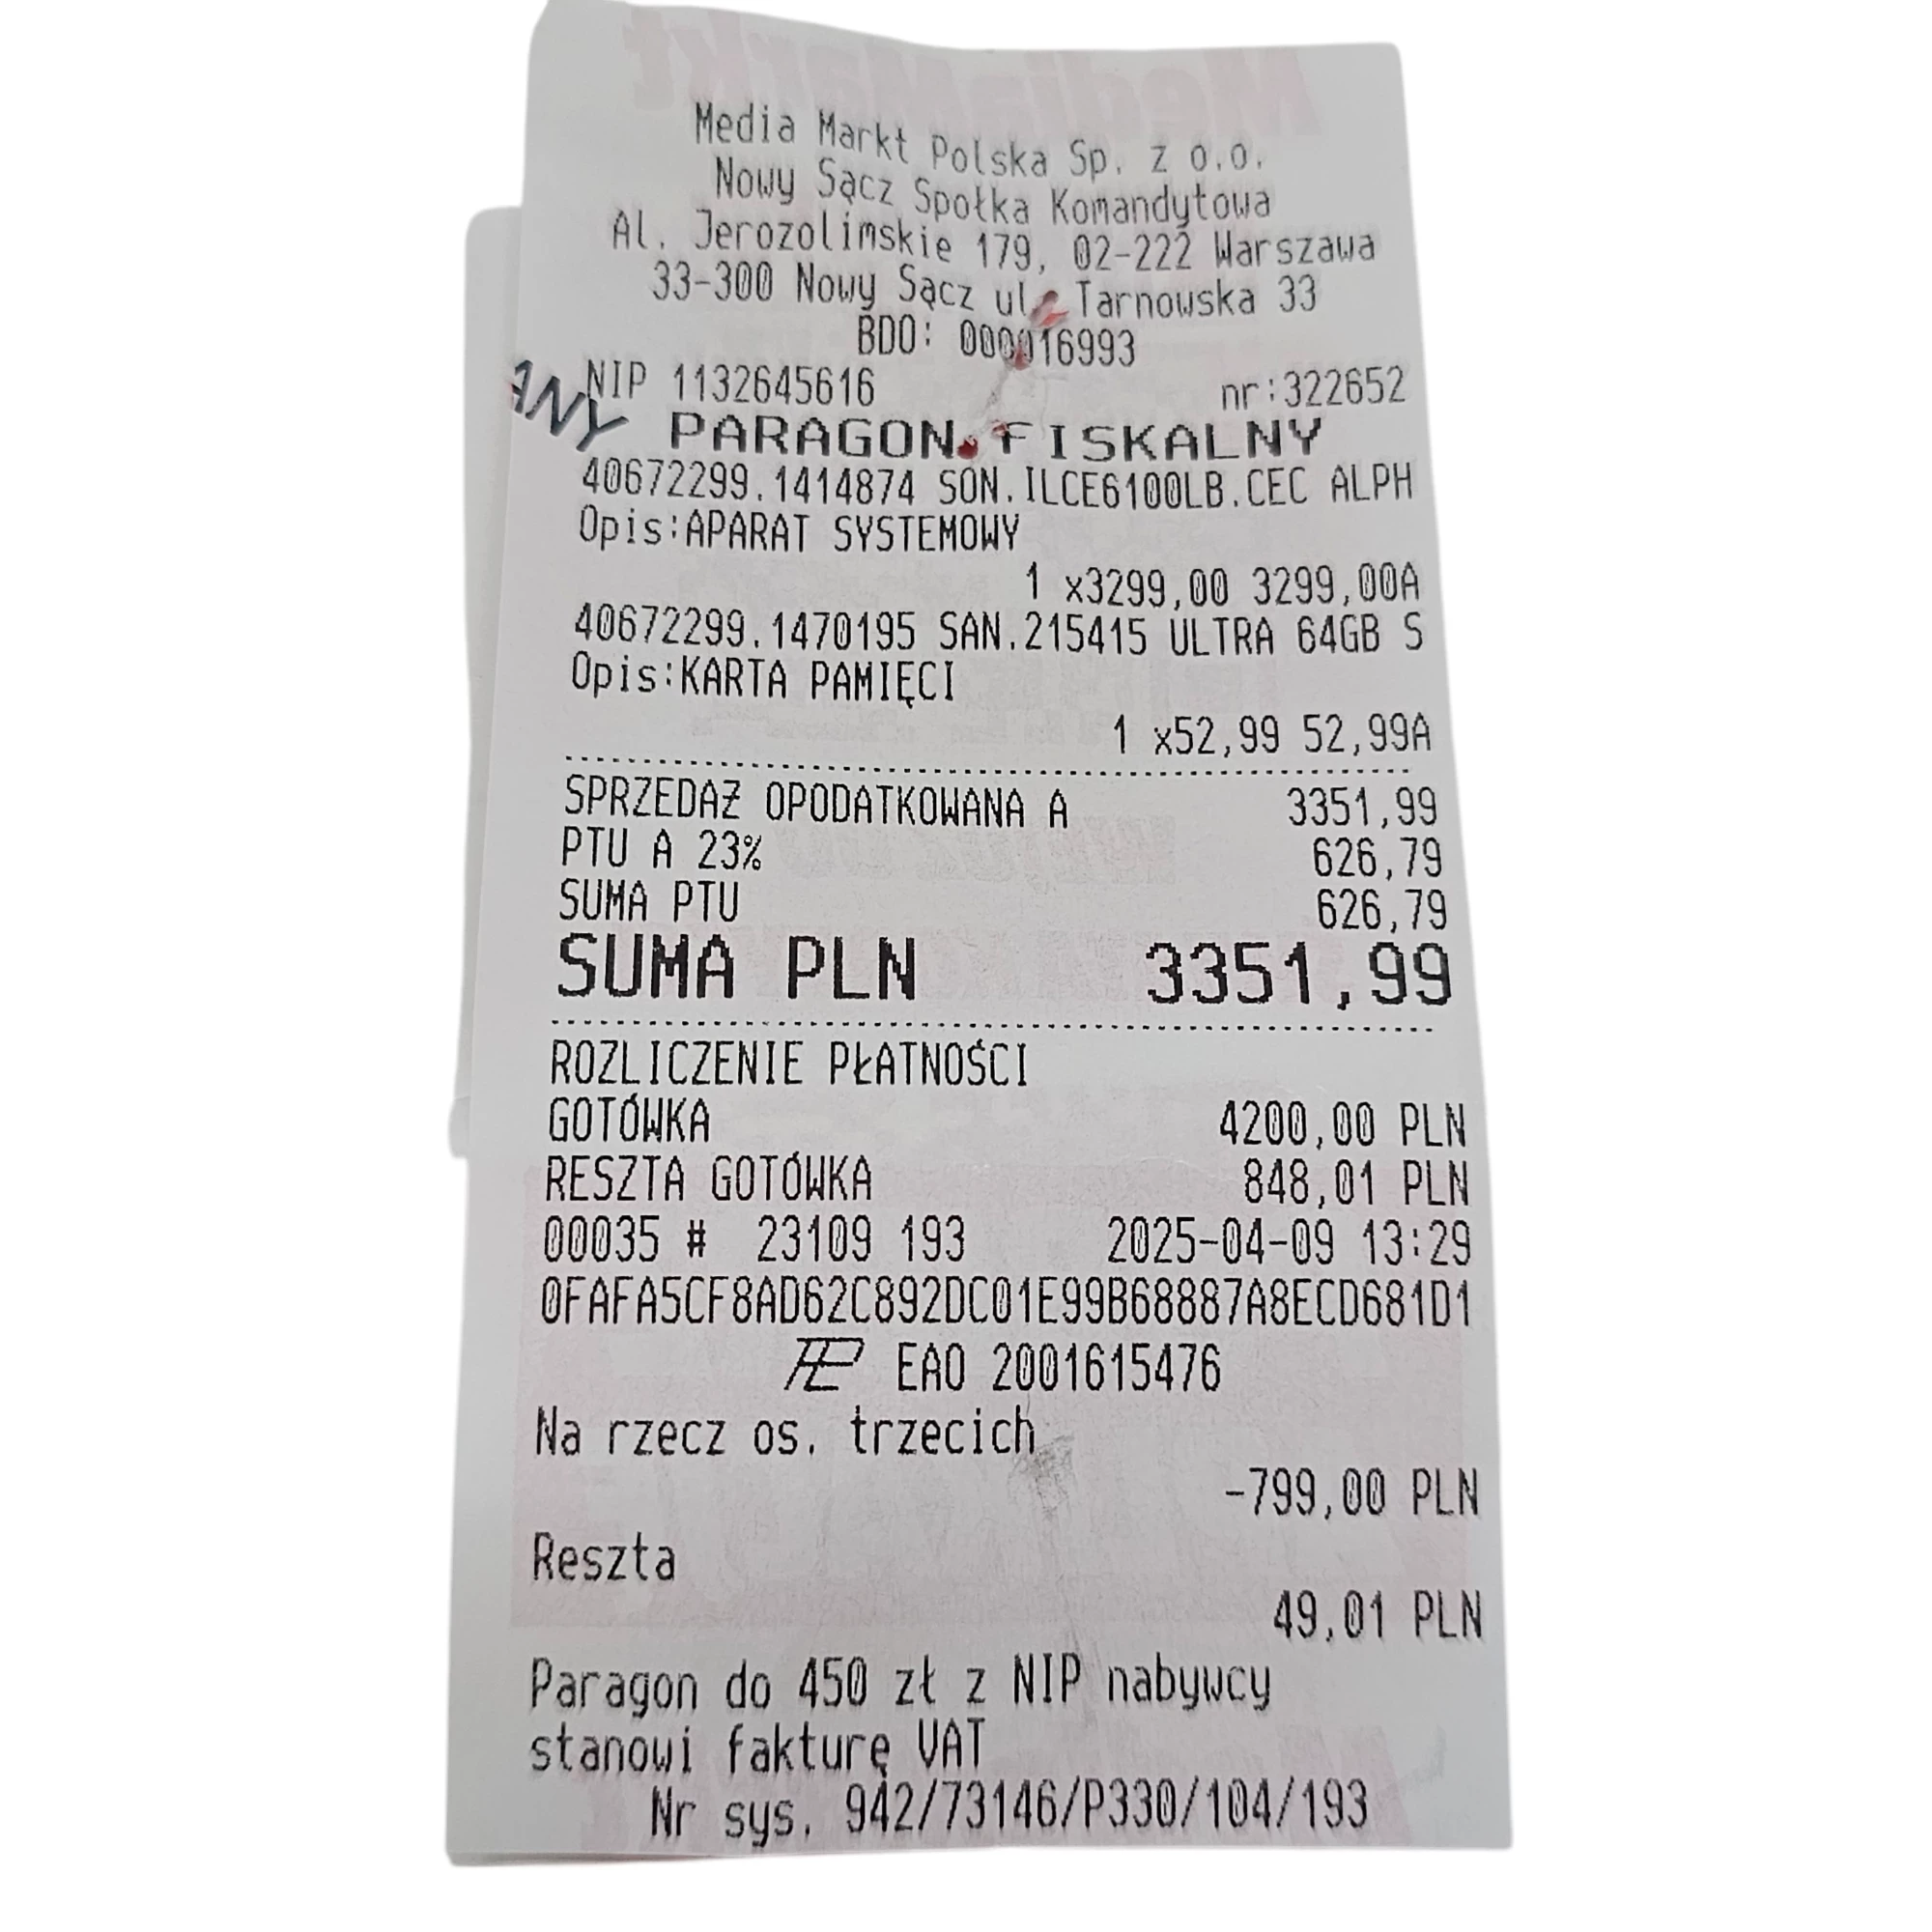 Media Markt Polska Sp. z o.o.
Nowy Sącz Społka Komandytowa
Al. Jerozolimskie 179, 02-222 Warszawa
33-300 Nowy Sącz ul. Tarnowska 33
BDO: 000016993
NIP 1132645616 nr:322652
ANY
PARAGON FISKALNY
40672299.1414874 SON.ILCE6100LB.CEC ALPH
Opis:APARAT SYSTEMOWY
1 x3299,00 3299,00A
40672299.1470195 SAN.215415 ULTRA 64GB S
Opis:KARTA PAMIĘCI
1 x52,99 52,99A
SPRZEDAŻ OPODATKOWANA A 3351,99
PTU A 23% 626,79
SUMA PTU 626,79
SUMA PLN 3351,99
ROZLICZENIE PŁATNOŚCI
GOTÓWKA 4200,00 PLN
RESZTA GOTÓWKA 848,01 PLN
00035 # 23109 193 2025-04-09 13:29
0FAFA5CF8AD62C892DC01E99B68887A8ECD681D1
EAO 2001615476
Na rzecz os. trzecich
-799,00 PLN
Reszta
49,01 PLN
Paragon do 450 zł z NIP nabywcy
stanowi fakturę VAT
Nr sys. 942/73146/P330/104/193